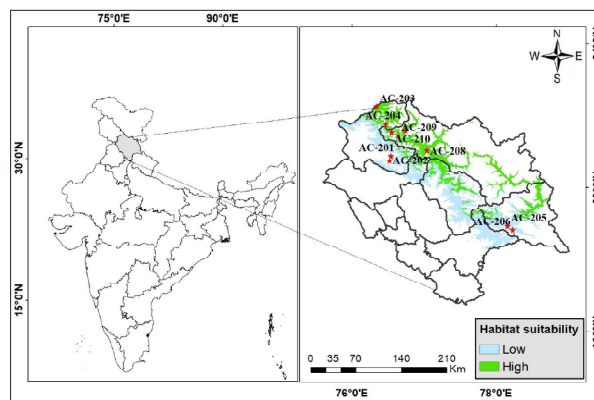 75°0'E
90°0'E
30°0'N
15°0'N
N
W
E
S
AC-203
AC-204
AC-209
AC-210
AC-201
AC-208
AC-202
AC-206
AC-205
Habitat suitability
Low
High
0 35 70 140 210
Km
76°0'E
78°0'E